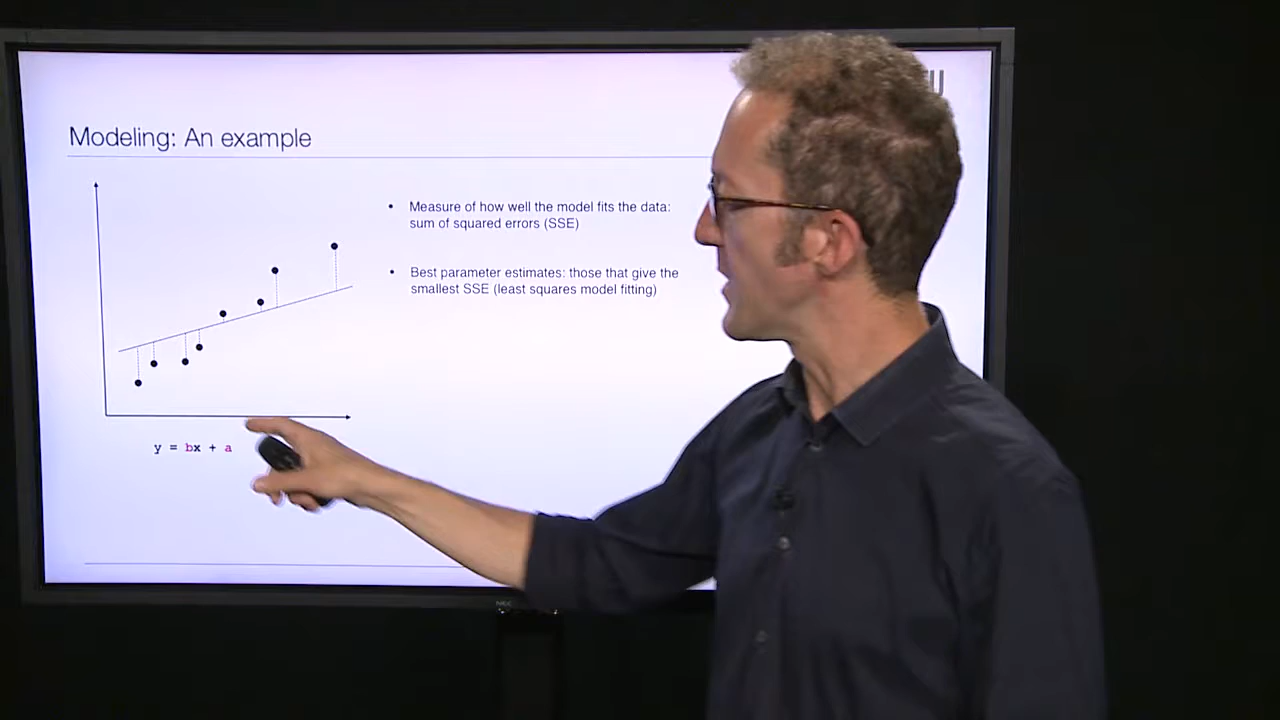 Modeling: An example
• Measure of how well the model fits the data:
sum of squared errors (SSE)
• Best parameter estimates: those that give the
smallest SSE (least squares model fitting)
y = bx + a
NEC